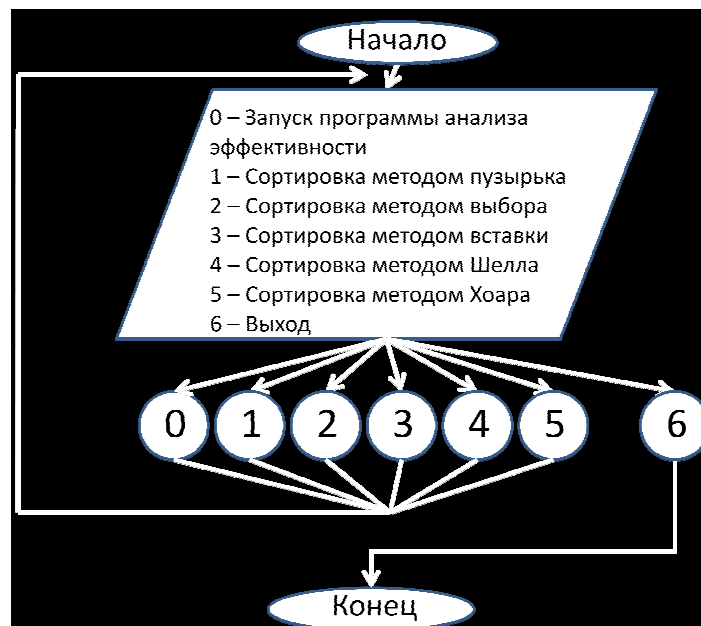 Начало
0 – Запуск программы анализа
эффективности
1 – Сортировка методом пузырька
2 – Сортировка методом выбора
3 – Сортировка методом вставки
4 – Сортировка методом Шелла
5 – Сортировка методом Хоара
6 – Выход
0 1 2 3 4 5 6
Конец